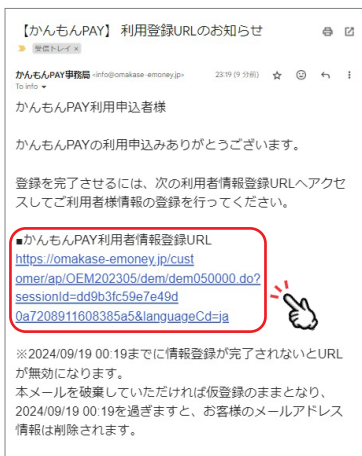 【かんもんPAY】 利用登録URLのお知らせ
受信トレイ ×
かんもんPAY事務局 <info@omakase-emoney.jp> 23:19 (9 分前)
To info
かんもんPAY利用申込者様
かんもんPAYの利用申込みありがとうございます。
登録を完了させるには、次の利用者情報登録URLへアクセ
スしてご利用者様情報の登録を行ってください。
■かんもんPAY利用者情報登録URL
https://omakase-emoney.jp/cust
omer/ap/OEM202305/dem/dem050000.do?
sessionId=dd9b3fc59e7e49d
0a7208911608385a5&languageCd=ja
※2024/09/19 00:19までに情報登録が完了されないとURL
が無効になります。
本メールを破棄していただければ仮登録のままとなり、
2024/09/19 00:19を過ぎますと、お客様のメールアドレス
情報は削除されます。